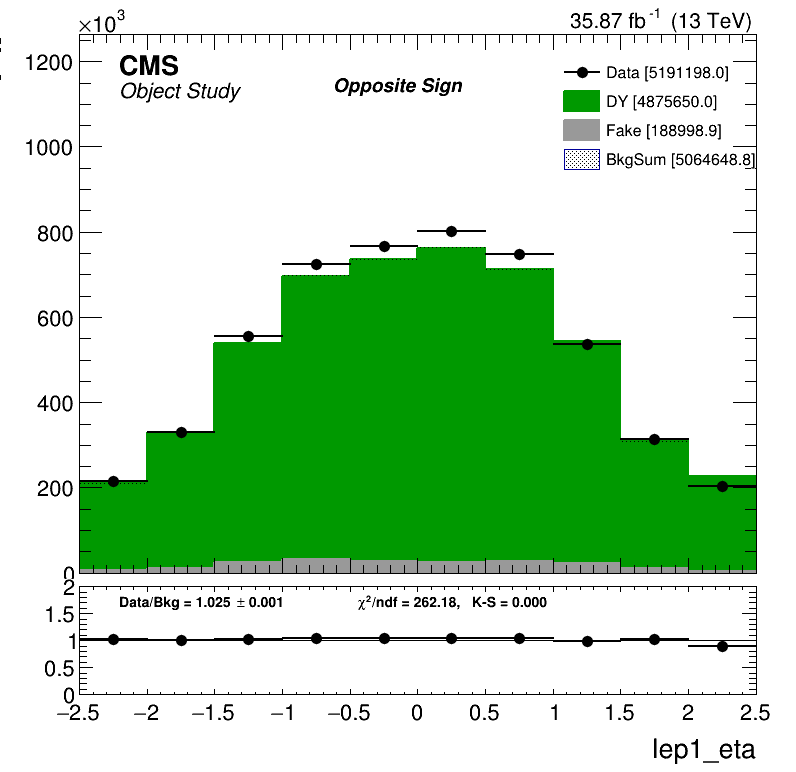 ×10³
35.87 fb⁻¹ (13 TeV)
CMS
Object Study
Opposite Sign
Data [5191198.0]
DY [4875650.0]
Fake [188998.9]
BkgSum [5064648.8]
1200
1000
800
600
400
200
0
Data/Bkg = 1.025 ± 0.001
χ²/ndf = 262.18, K-S = 0.000
2
1.5
1
0.5
0
−2.5 −2 −1.5 −1 −0.5 0 0.5 1 1.5 2 2.5
lep1_eta